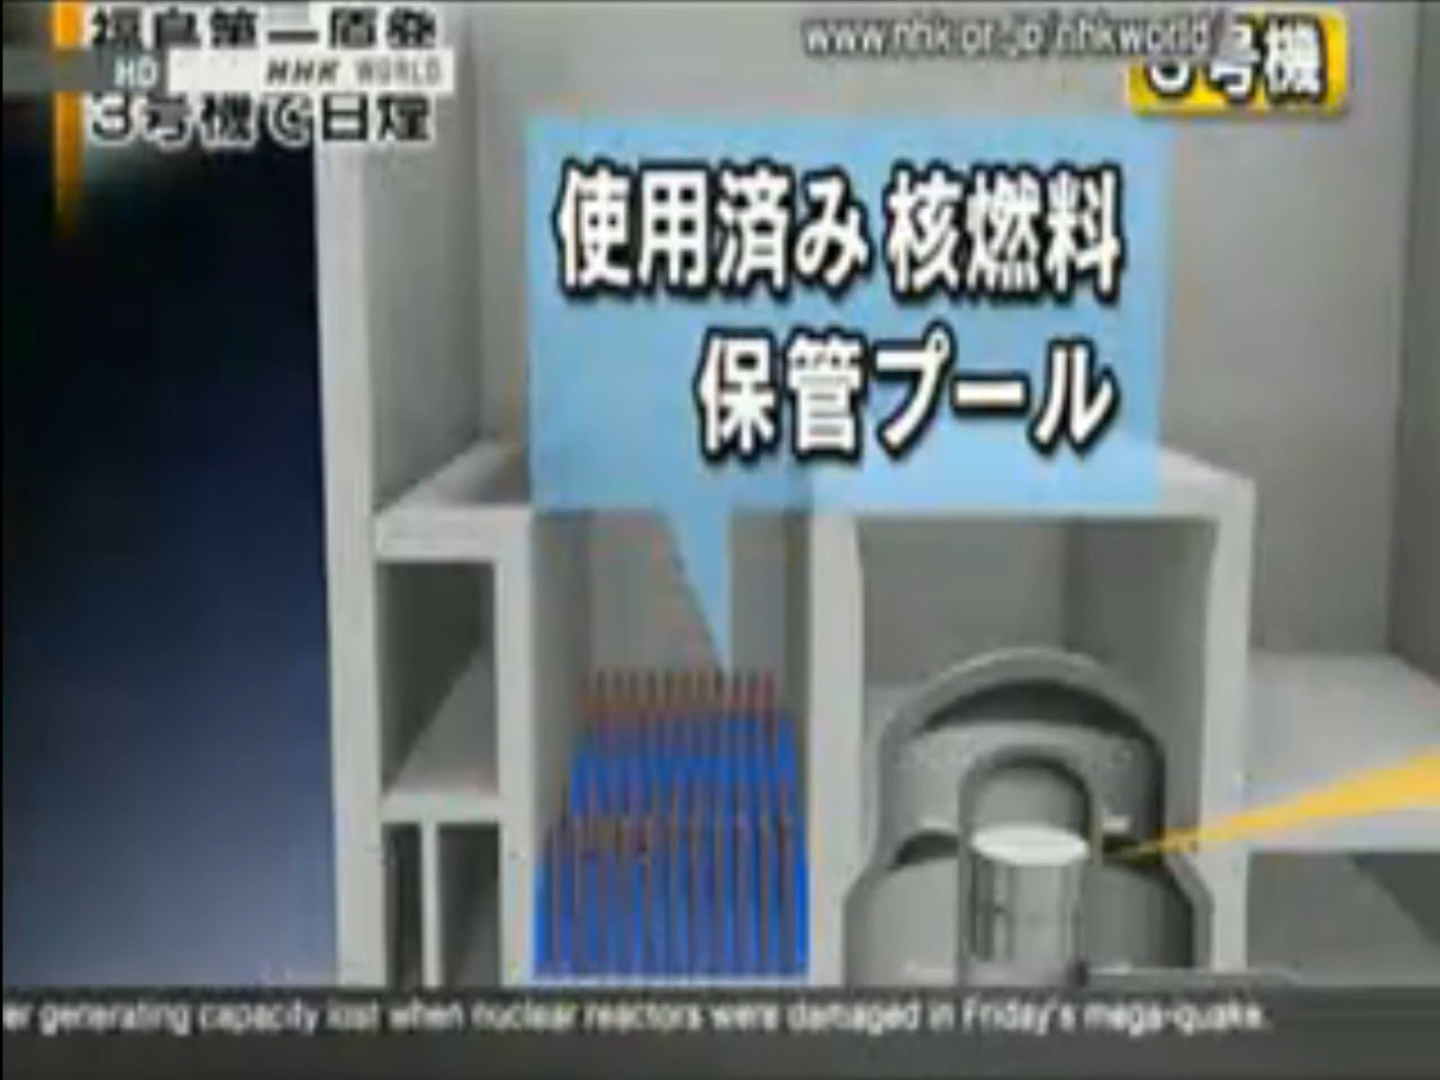 福島第一原発
www.nhk.or.jp/nhkworld/
HD NHK WORLD
3号機
3号機で白煙
使用済み 核燃料
保管プール
er generating capacity lost when nuclear reactors were damaged in Friday's mega-quake.